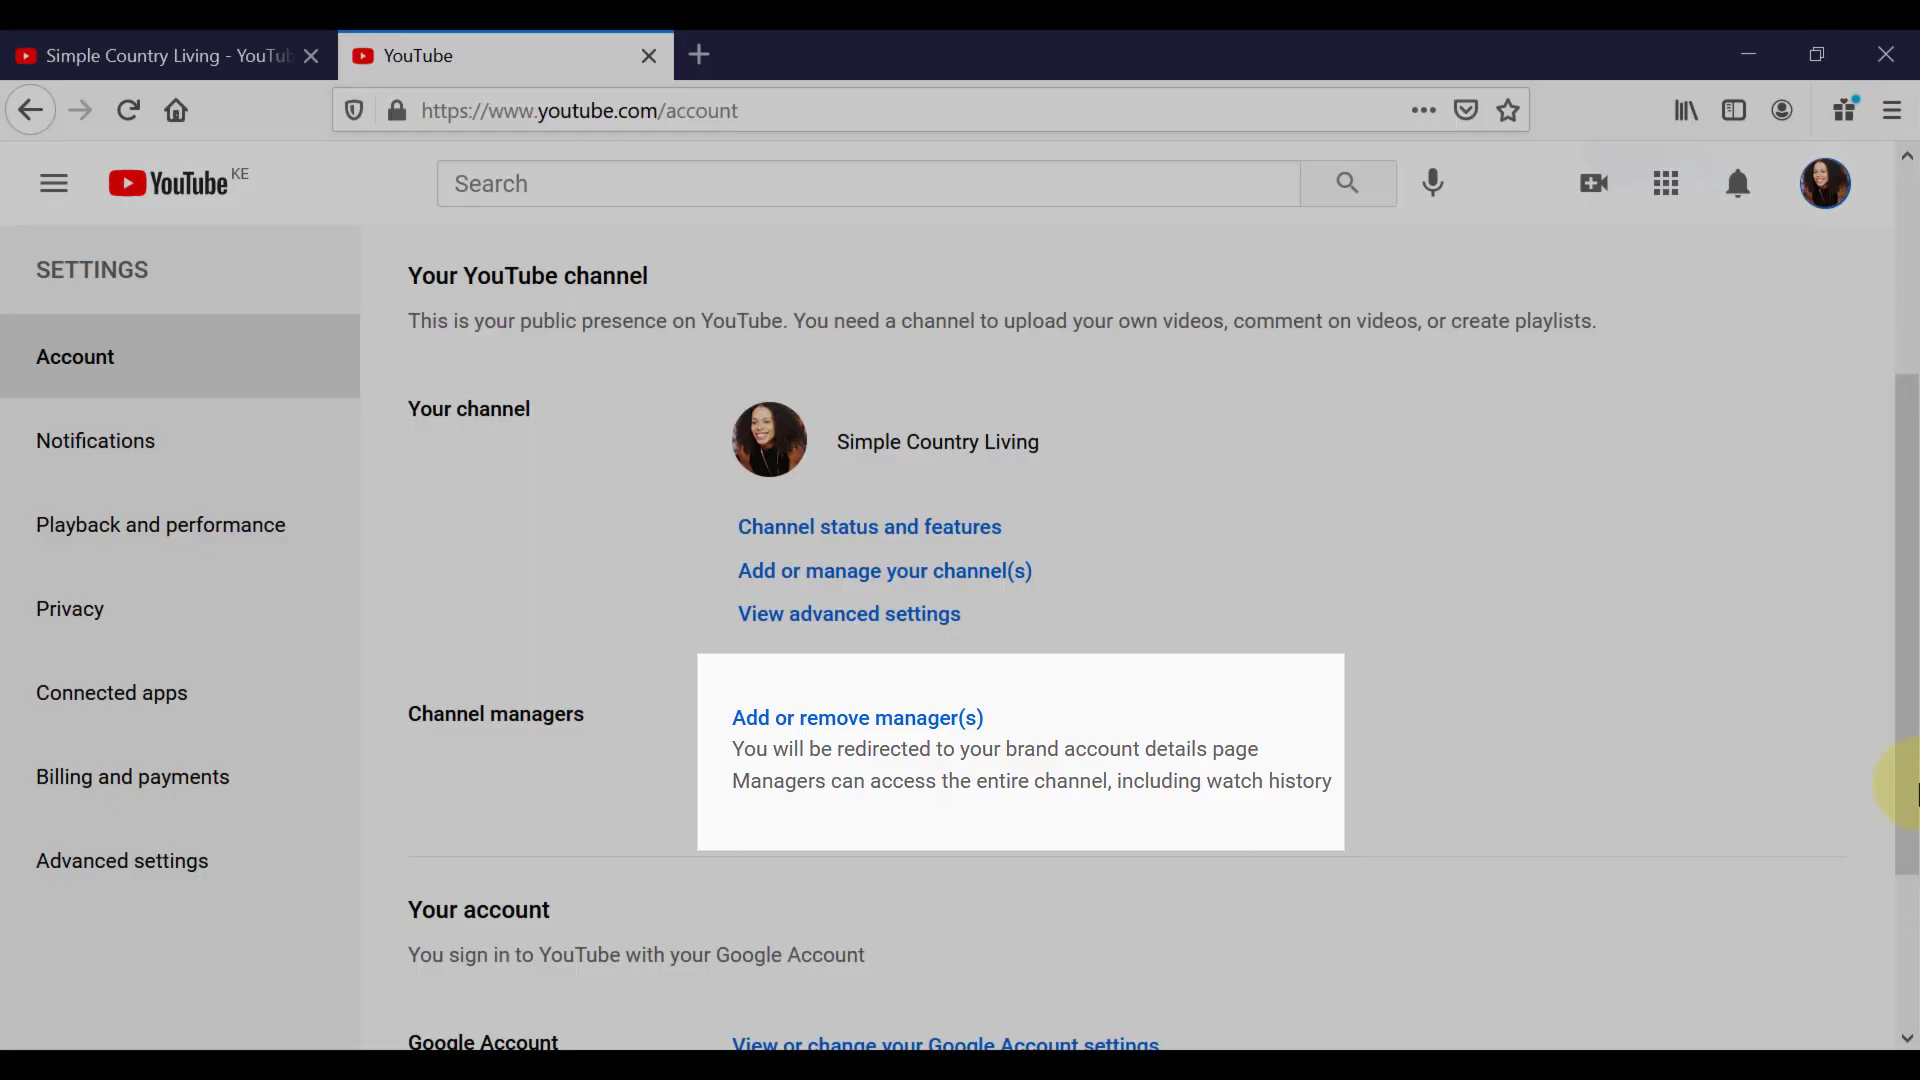 Simple Country Living - YouTub
YouTube
https://www.youtube.com/account
YouTube KE
Search
SETTINGS
Account
Notifications
Playback and performance
Privacy
Connected apps
Billing and payments
Advanced settings
Your YouTube channel
This is your public presence on YouTube. You need a channel to upload your own videos, comment on videos, or create playlists.
Your channel
Simple Country Living
Channel status and features
Add or manage your channel(s)
View advanced settings
Channel managers
Add or remove manager(s)
You will be redirected to your brand account details page
Managers can access the entire channel, including watch history
Your account
You sign in to YouTube with your Google Account
Google Account
View or change your Google Account settings